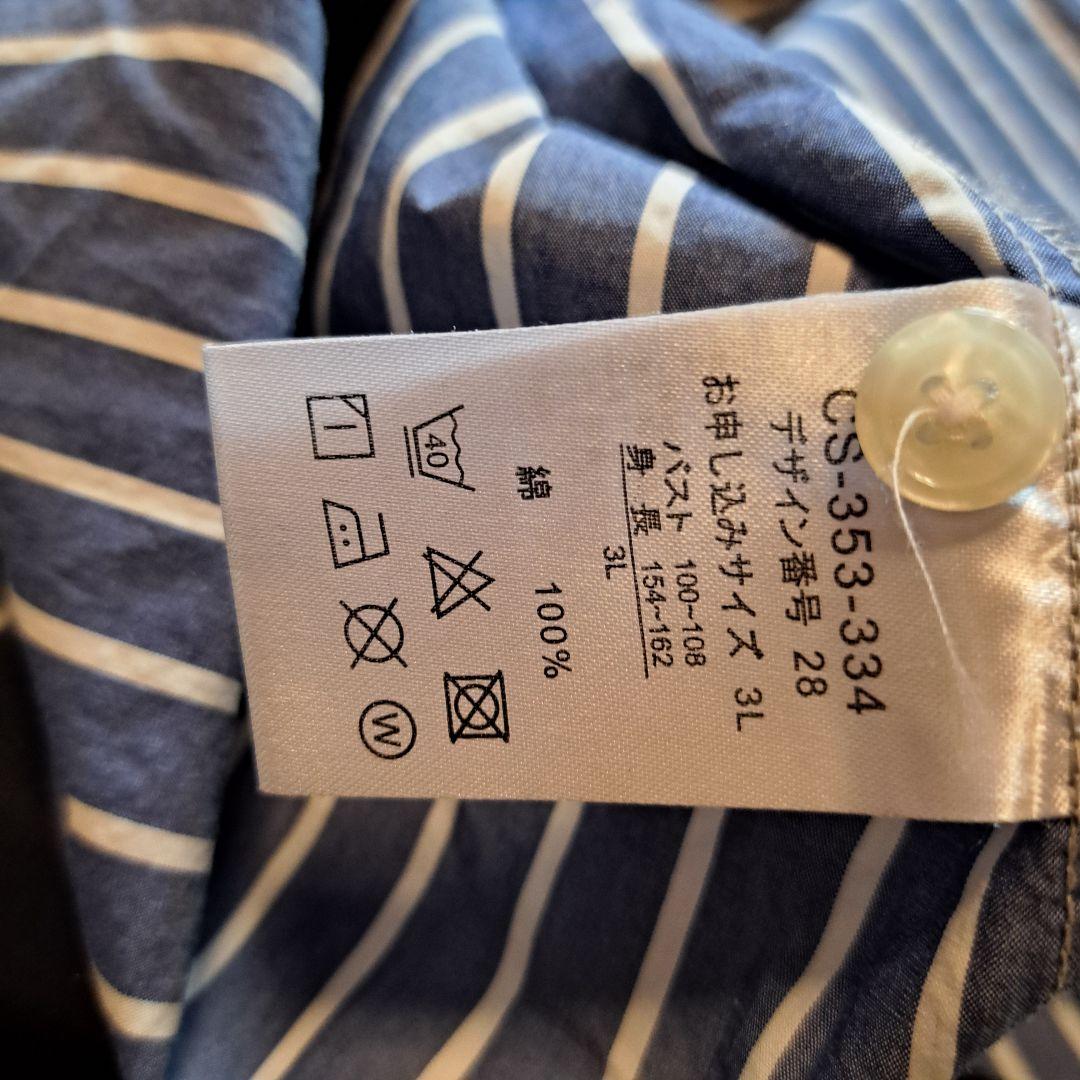 CS-353-334
デザイン番号 28
お申し込みサイズ 3L
バスト 100~108
身長 154~162
3L
綿 100%
40
W